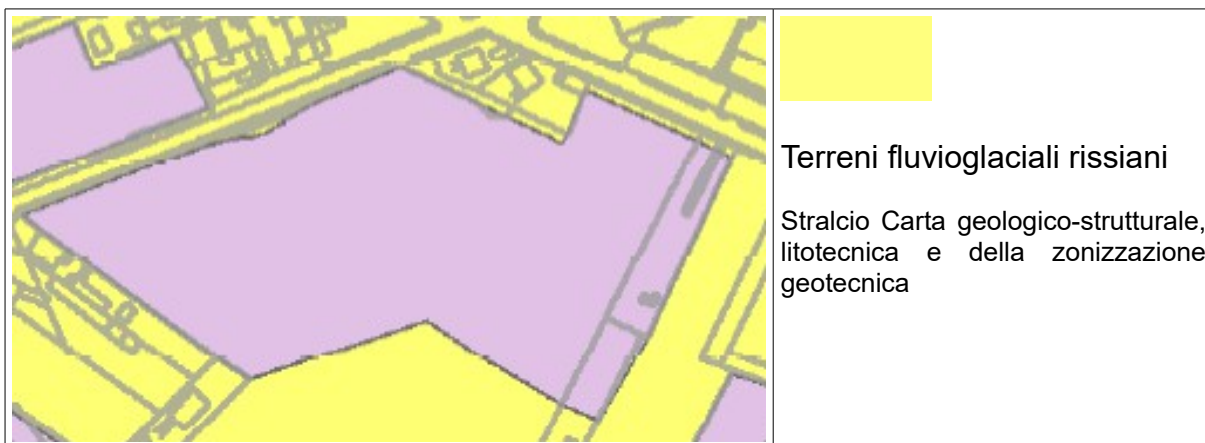 Terreni fluvioglaciali rissiani
Stralcio Carta geologico-strutturale,
litotecnica e della zonizzazione
geotecnica